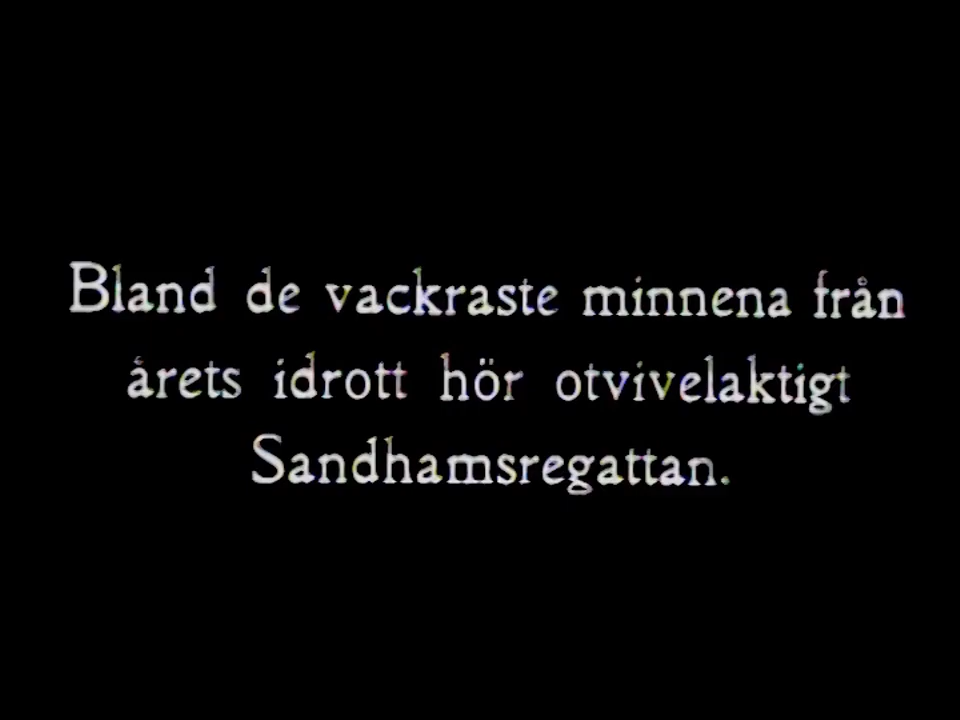 Bland de vackraste minnena från
årets idrott hör otvivelaktigt
Sandhamsregattan.